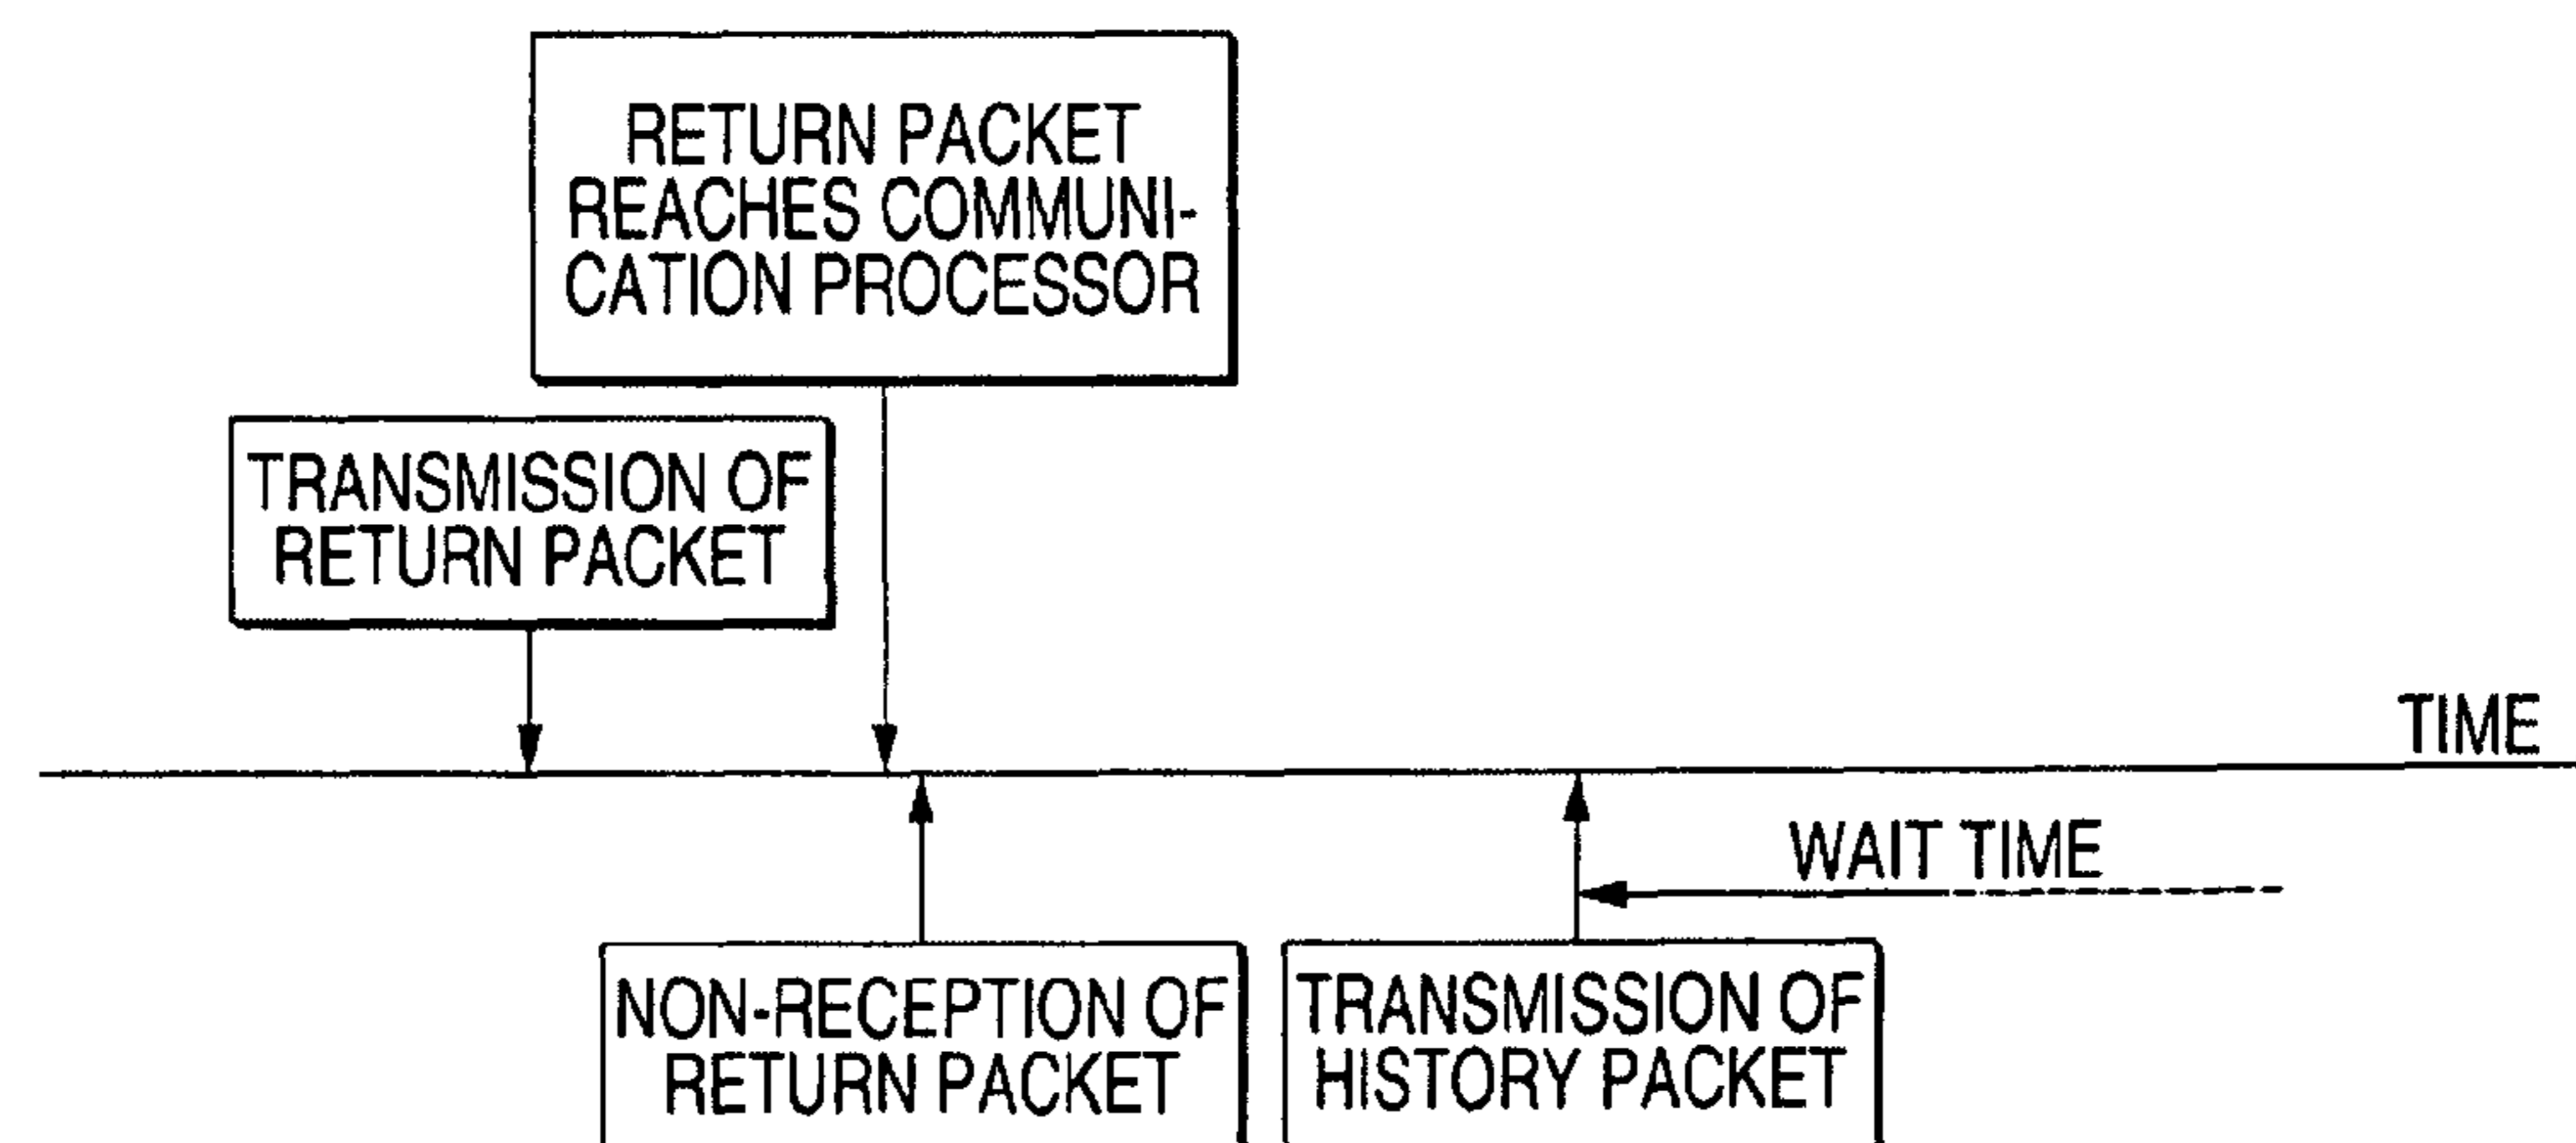 RETURN PACKET
REACHES COMMUNI-
CATION PROCESSOR
TRANSMISSION OF
RETURN PACKET
TIME
WAIT TIME
NON-RECEPTION OF
RETURN PACKET
TRANSMISSION OF
HISTORY PACKET